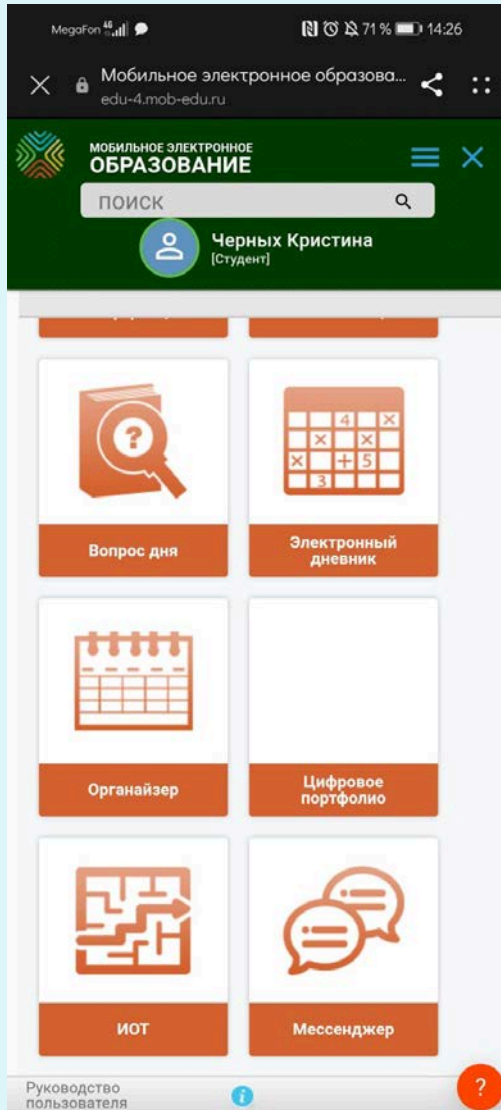 MegaFon 4G 71 % 14:26
Мобильное электронное образова...
edu-4.mob-edu.ru
МОБИЛЬНОЕ ЭЛЕКТРОННОЕ
ОБРАЗОВАНИЕ
ПОИСК
Черных Кристина
[Студент]
?
4 X
X X
X + 5
3
Вопрос дня
Электронный
дневник
Органайзер
Цифровое
портфолио
ИОТ
Мессенджер
Руководство
пользователя
i
?